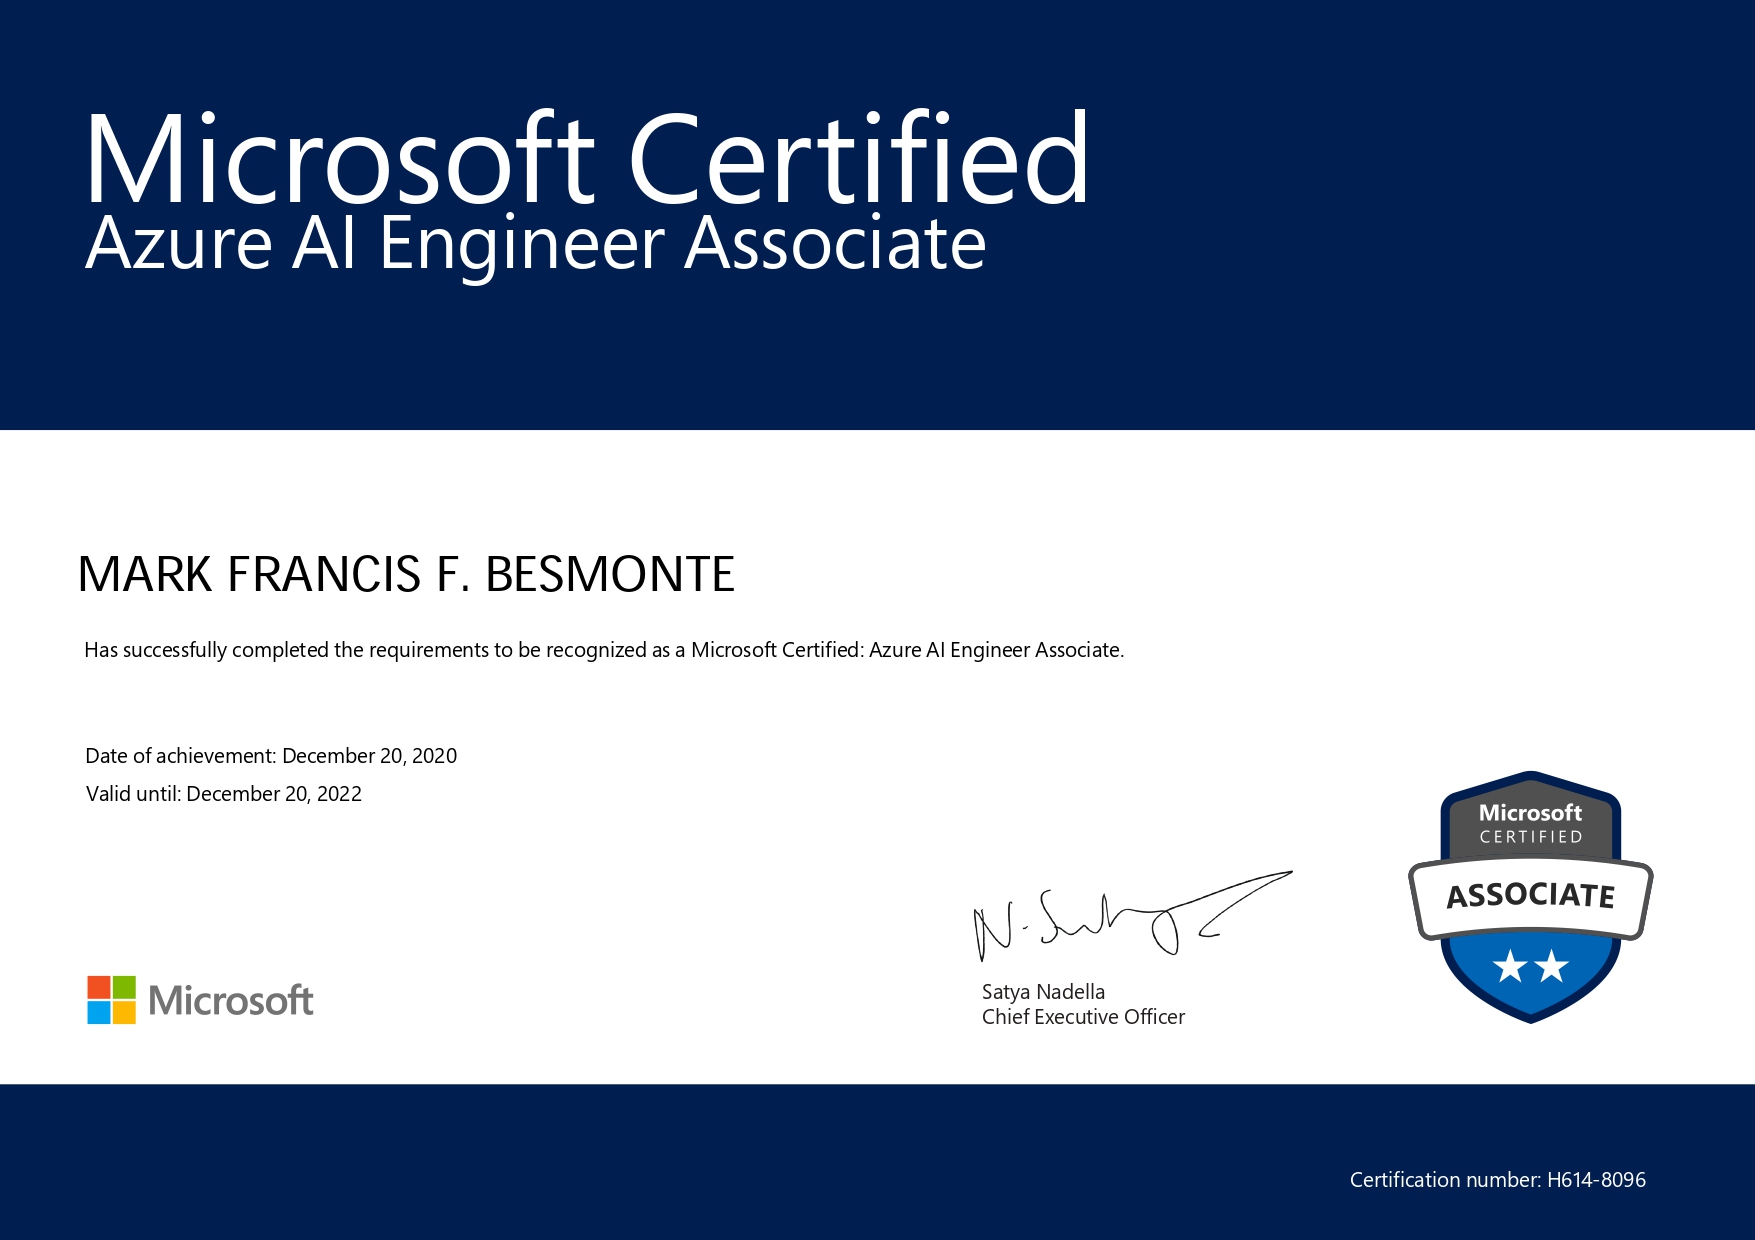 Microsoft Certified
Azure AI Engineer Associate
MARK FRANCIS F. BESMONTE
Has successfully completed the requirements to be recognized as a Microsoft Certified: Azure AI Engineer Associate.
Date of achievement: December 20, 2020
Valid until: December 20, 2022
Microsoft
CERTIFIED
ASSOCIATE
N. Satya
Satya Nadella
Chief Executive Officer
Microsoft
Certification number: H614-8096